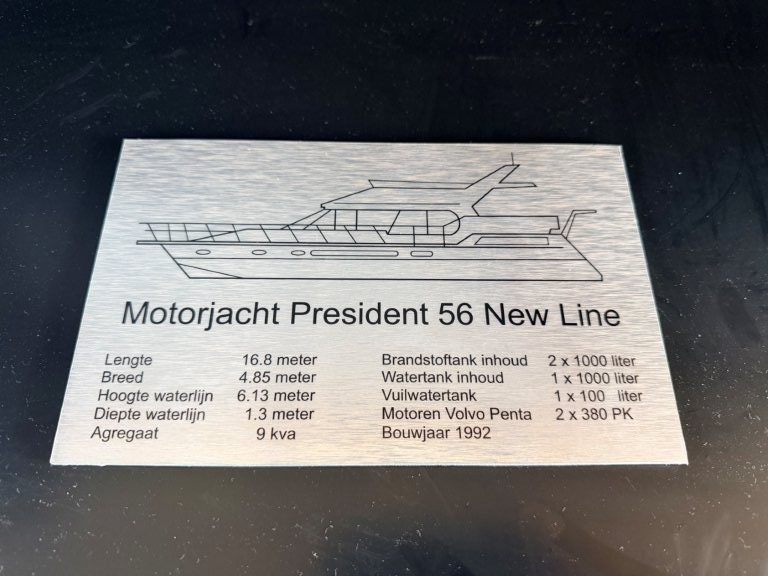 Motorjacht President 56 New Line
Lengte 16.8 meter Brandstoftank inhoud 2 x 1000 liter
Breed 4.85 meter Watertank inhoud 1 x 1000 liter
Hoogte waterlijn 6.13 meter Vuilwatertank 1 x 100 liter
Diepte waterlijn 1.3 meter Motoren Volvo Penta 2 x 380 PK
Agregaat 9 kva Bouwjaar 1992